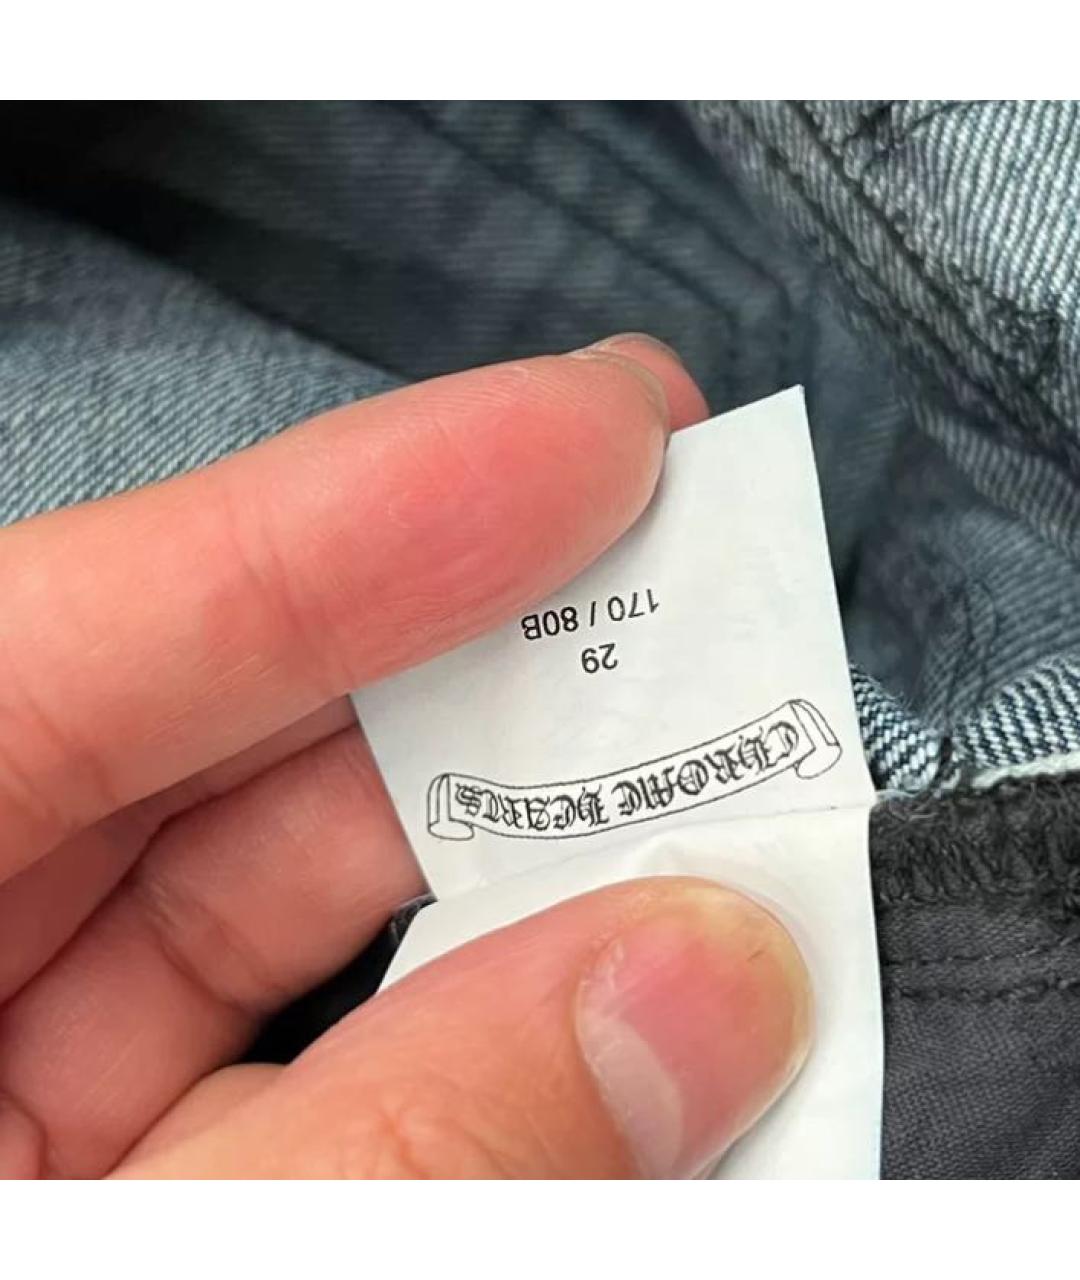 CHROME HEARTS
29
170 / 80B